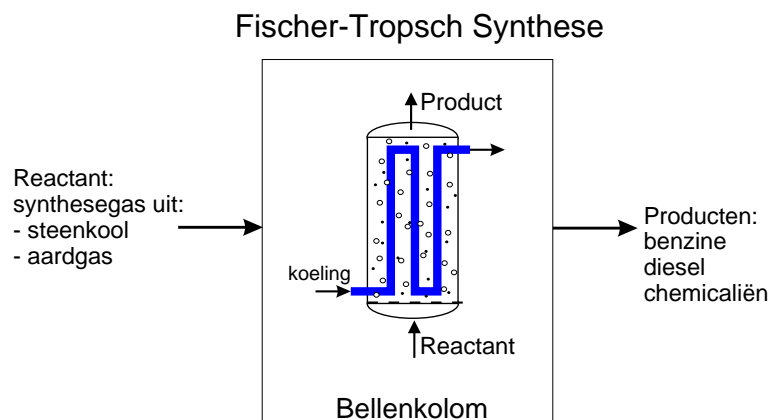 Fischer-Tropsch Synthese
Product
Reactant:
synthesegas uit:
- steenkool
- aardgas
koeling
Reactant
Producten:
benzine
diesel
chemicaliën
Bellenkolom